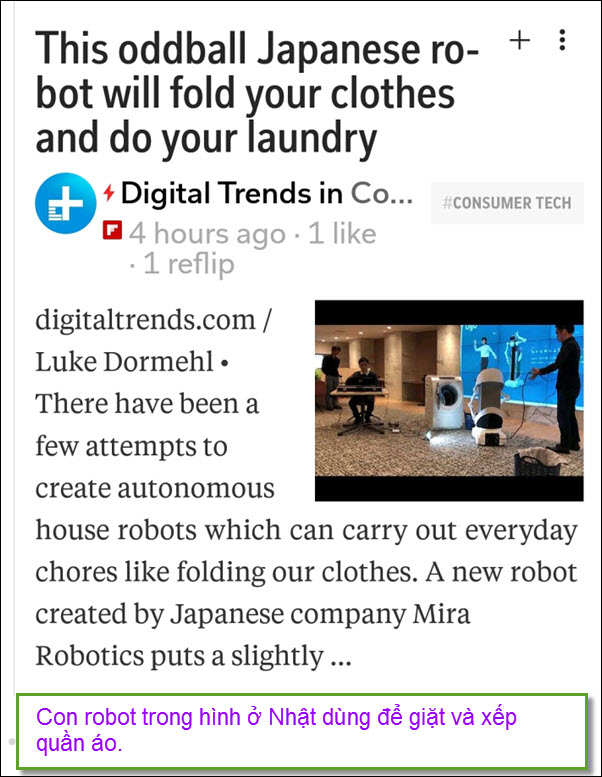 This oddball Japanese ro-
bot will fold your clothes
and do your laundry
Digital Trends in Co...
#CONSUMER TECH
4 hours ago · 1 like
· 1 reflip
digitaltrends.com /
Luke Dormehl •
There have been a
few attempts to
create autonomous
house robots which can carry out everyday
chores like folding our clothes. A new robot
created by Japanese company Mira
Robotics puts a slightly ...
Con robot trong hình ở Nhật dùng để giặt và xếp
quần áo.